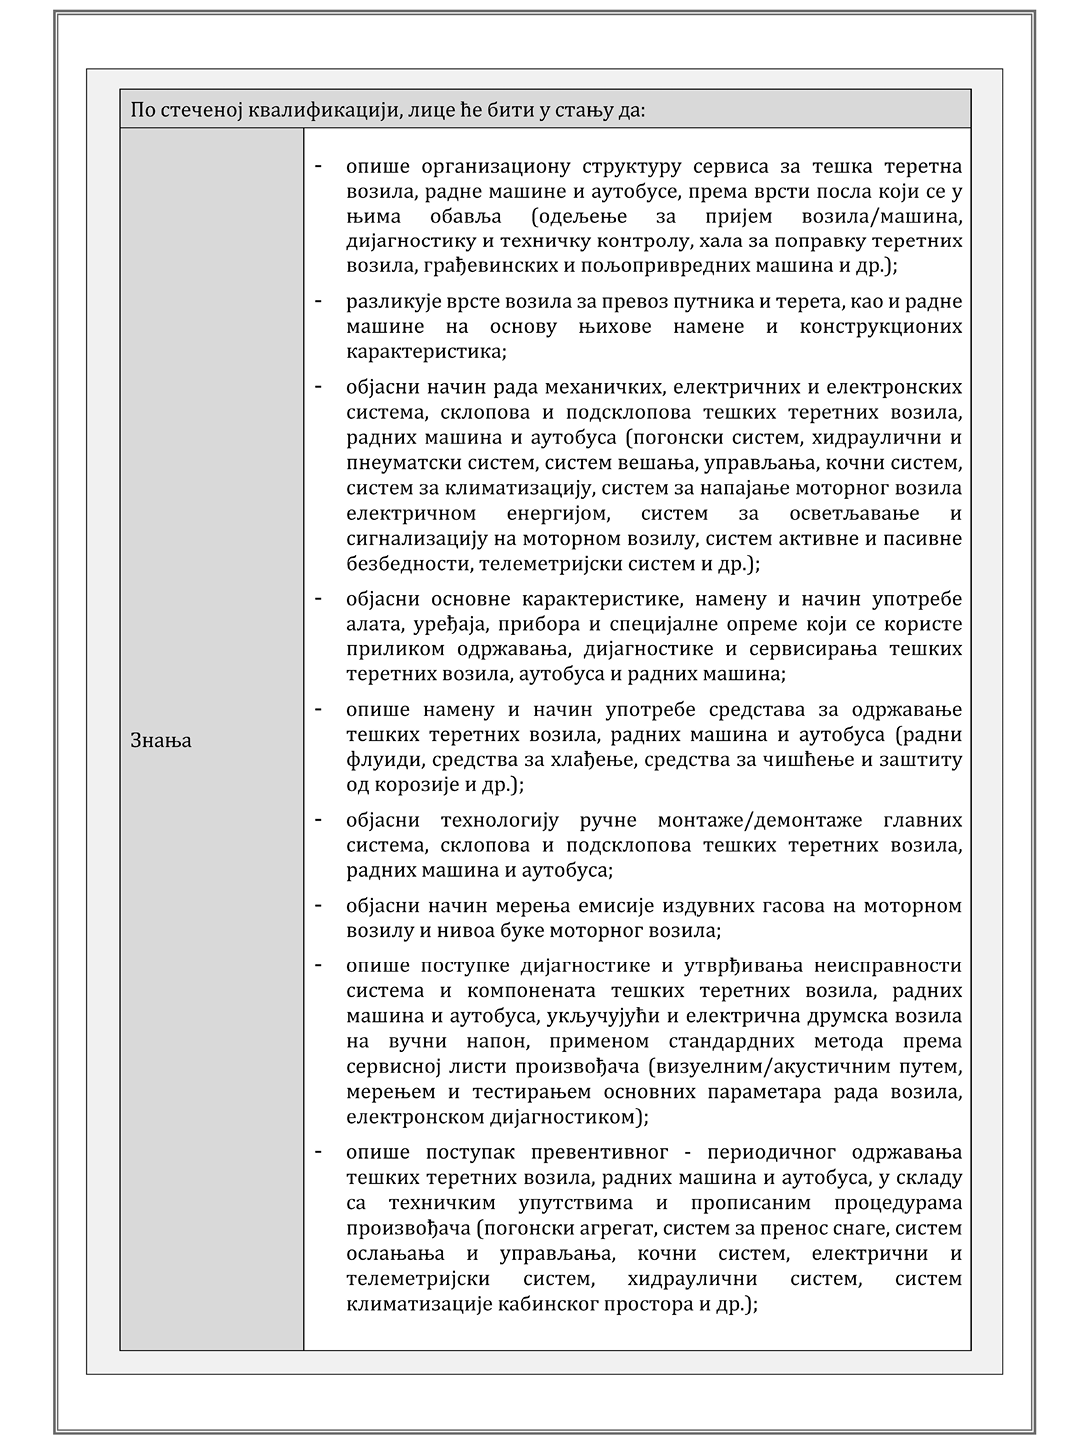 По стеченој квалификацији, лице ће бити у стању да:
Знања
- опише организациону структуру сервиса за тешка теретна
возила, радне машине и аутобусе, према врсти посла који се у
њима обавља (одељење за пријем возила/машина,
дијагностику и техничку контролу, хала за поправку теретних
возила, грађевинских и пољопривредних машина и др.);
- разликује врсте возила за превоз путника и терета, као и радне
машине на основу њихове намене и конструкционих
карактеристика;
- објасни начин рада механичких, електричних и електронских
система, склопова и подсклопова тешких теретних возила,
радних машина и аутобуса (погонски систем, хидраулични и
пнеуматски систем, систем вешања, управљања, кочни систем,
систем за климатизацију, систем за напајање моторног возила
електричном енергијом, систем за осветљавање и
сигнализацију на моторном возилу, систем активне и пасивне
безбедности, телеметријски систем и др.);
- објасни основне карактеристике, намену и начин употребе
алата, уређаја, прибора и специјалне опреме који се користе
приликом одржавања, дијагностике и сервисирања тешких
теретних возила, аутобуса и радних машина;
- опише намену и начин употребе средстава за одржавање
тешких теретних возила, радних машина и аутобуса (радни
флуиди, средства за хлађење, средства за чишћење и заштиту
од корозије и др.);
- објасни технологију ручне монтаже/демонтаже главних
система, склопова и подсклопова тешких теретних возила,
радних машина и аутобуса;
- објасни начин мерења емисије издувних гасова на моторном
возилу и нивоа буке моторног возила;
- опише поступке дијагностике и утврђивања неисправности
система и компонената тешких теретних возила, радних
машина и аутобуса, укључујући и електрична друмска возила
на вучни напон, применом стандардних метода према
сервисној листи произвођача (визуелним/акустичним путем,
мерењем и тестирањем основних параметара рада возила,
електронском дијагностиком);
- опише поступак превентивног - периодичног одржавања
тешких теретних возила, радних машина и аутобуса, у складу
са техничким упутствима и прописаним процедурама
произвођача (погонски агрегат, систем за пренос снаге, систем
ослањања и управљања, кочни систем, електрични и
телеметријски систем, хидраулични систем, систем
климатизације кабинског простора и др.);